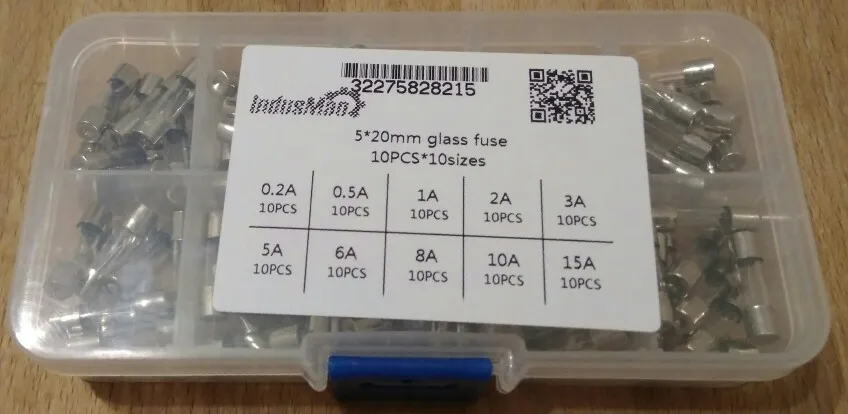 32275828215
IndusMan
5*20mm glass fuse
10PCS*10sizes
0.2A 0.5A 1A 2A 3A
10PCS 10PCS 10PCS 10PCS 10PCS
5A 6A 8A 10A 15A
10PCS 10PCS 10PCS 10PCS 10PCS